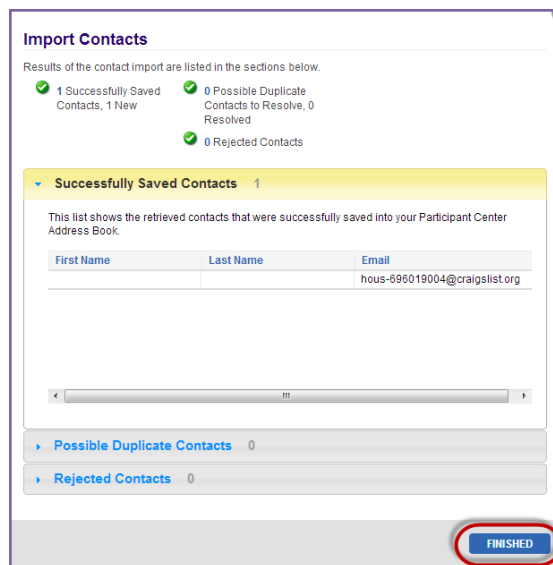 Import Contacts
Results of the contact import are listed in the sections below.
1 Successfully Saved
Contacts, 1 New
0 Possible Duplicate
Contacts to Resolve, 0
Resolved
0 Rejected Contacts
Successfully Saved Contacts 1
This list shows the retrieved contacts that were successfully saved into your Participant Center
Address Book.
First Name Last Name Email
hous-696019004@craigslist.org
Possible Duplicate Contacts 0
Rejected Contacts 0
FINISHED